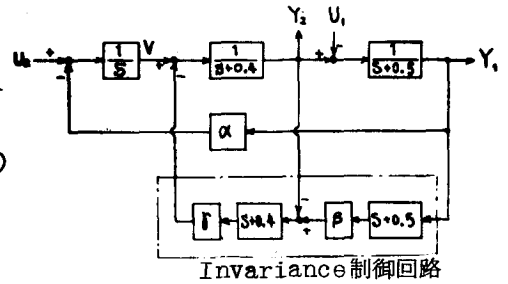 Y₂ U₁
U₂ + 1/S V + 1/S+0.4 + 1/S+0.5 Y₁
- - -
α
-
γ S+0.4 + β S+0.5
Invariance制御回路